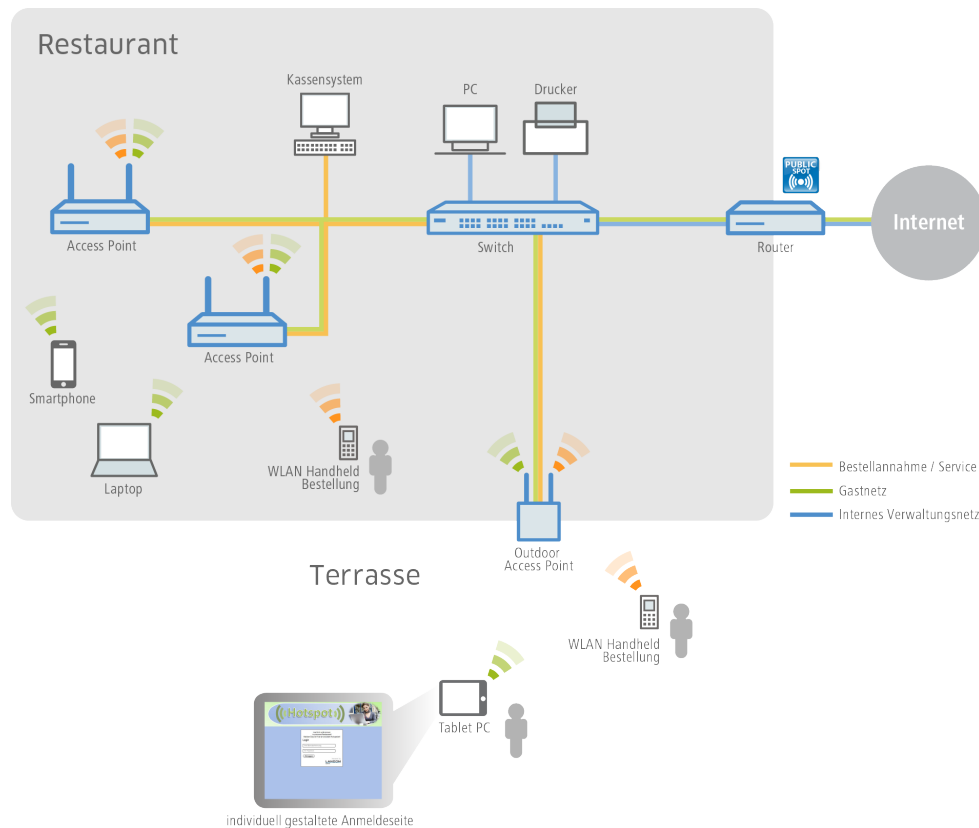 Restaurant
Kassensystem
PC
Drucker
PUBLIC
SPOT
Access Point
Switch
Router
Internet
Access Point
Smartphone
Laptop
WLAN Handheld
Bestellung
Bestellannahme / Service
Gastnetz
Internes Verwaltungsnetz
Outdoor
Access Point
Terrasse
WLAN Handheld
Bestellung
Tablet PC
Hotspot
individuell gestaltete Anmeldeseite